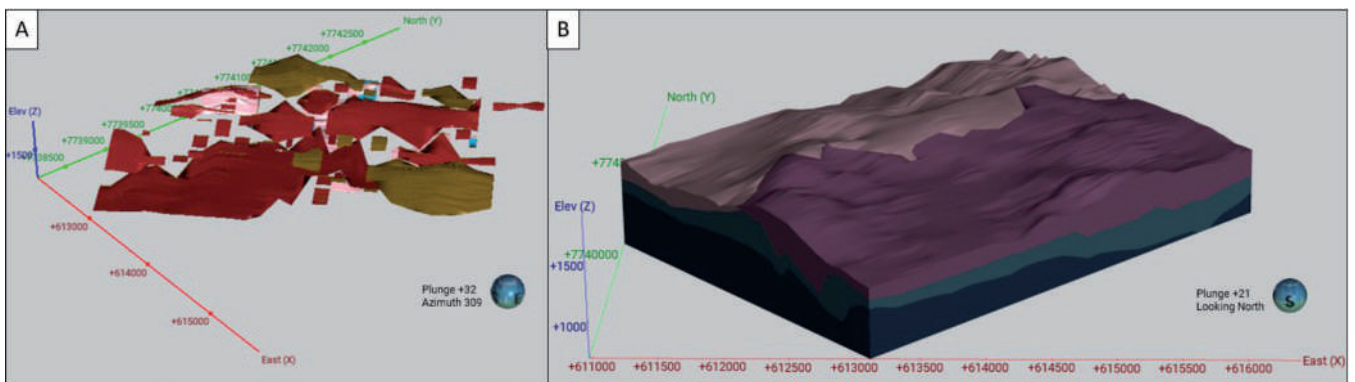 A
North (Y)
+7742500
+7742000
+7739500
+7739000
Elev (Z)
+613000
+614000
+615000
East (X)
Plunge +32
Azimuth 309
B
North (Y)
Elev (Z)
+7740000
+1500
+1000
Plunge +21
Looking North
S
East (X)
+611000 +611500 +612000 +612500 +613000 +613500 +614000 +614500 +615000 +615500 +616000